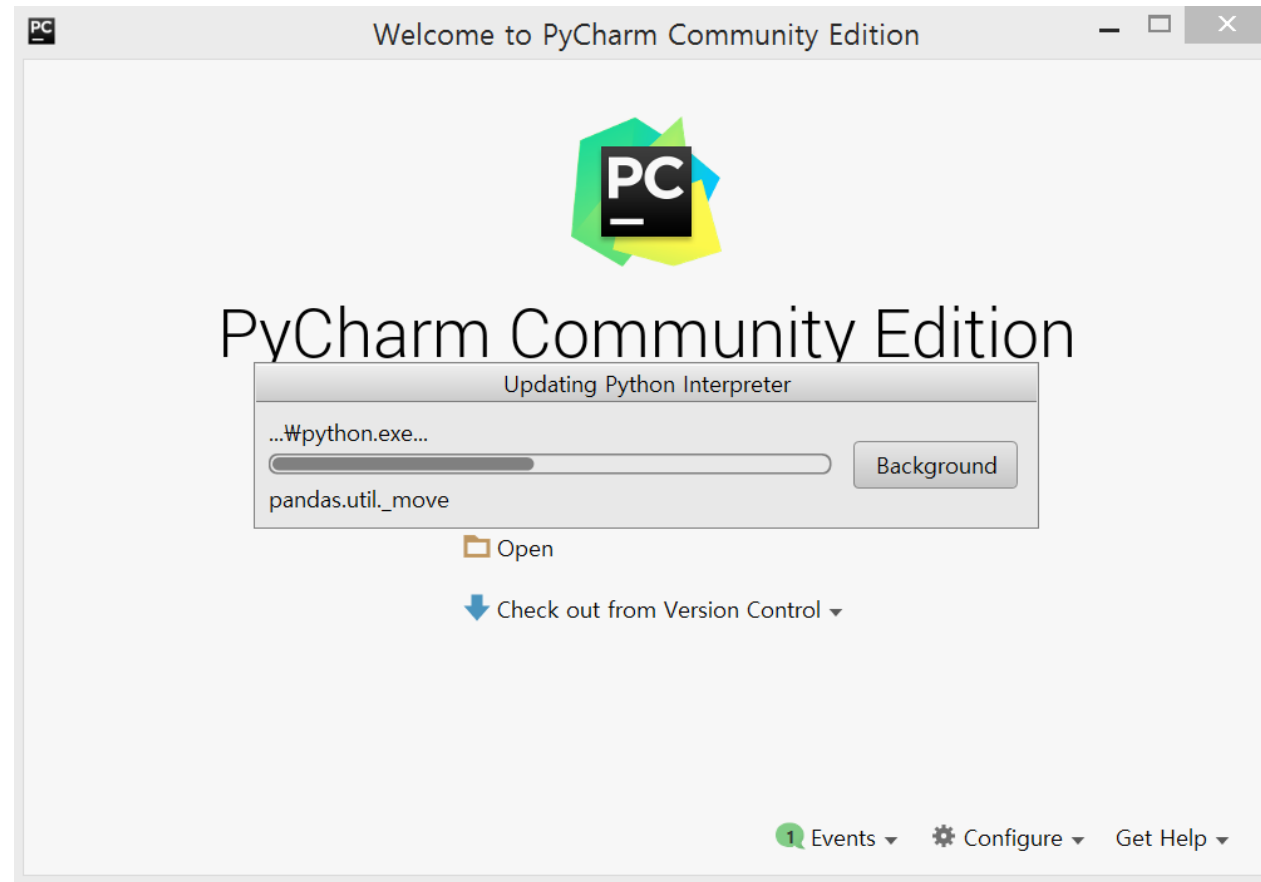 PC
Welcome to PyCharm Community Edition
PC
PyCharm Community Edition
Updating Python Interpreter
...₩python.exe...
Background
pandas.util._move
Open
Check out from Version Control
1 Events Configure Get Help